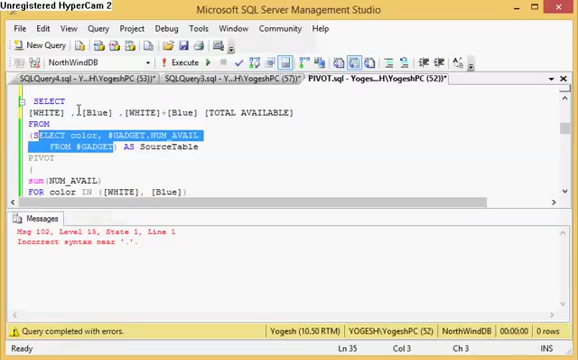 Unregistered HyperCam 2
Microsoft SQL Server Management Studio
File Edit View Query Project Debug Tools Window Community Help
New Query
NorthWindDB Execute
SQLQuery4.sql - Y...H\YogeshPC (53))* SQLQuery3.sql - Y...H\YogeshPC (57))* PIVOT.sql - Yoges...H\YogeshPC (52))*
SELECT
[WHITE] ,[Blue] ,[WHITE]+[Blue] [TOTAL AVAILABLE]
FROM
(SELECT color, #GADGET.NUM_AVAIL
FROM #GADGET) AS SourceTable
PIVOT
(
sum(NUM_AVAIL)
FOR color IN ([WHITE], [Blue])
Messages
Msg 102, Level 15, State 1, Line 1
Incorrect syntax near '.'.
Query completed with errors. Yogesh (10.50 RTM) YOGESH\YogeshPC (52) NorthWindDB 00:00:00 0 rows
Ready Ln 35 Col 3 Ch 3 INS